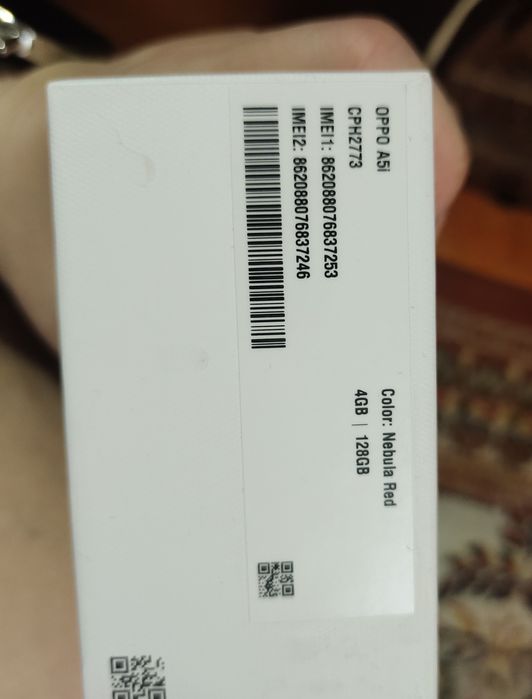 OPPO A5i
CPH2773
IMEI1: 862088076837253
IMEI2: 862088076837246
Color: Nebula Red
4GB | 128GB